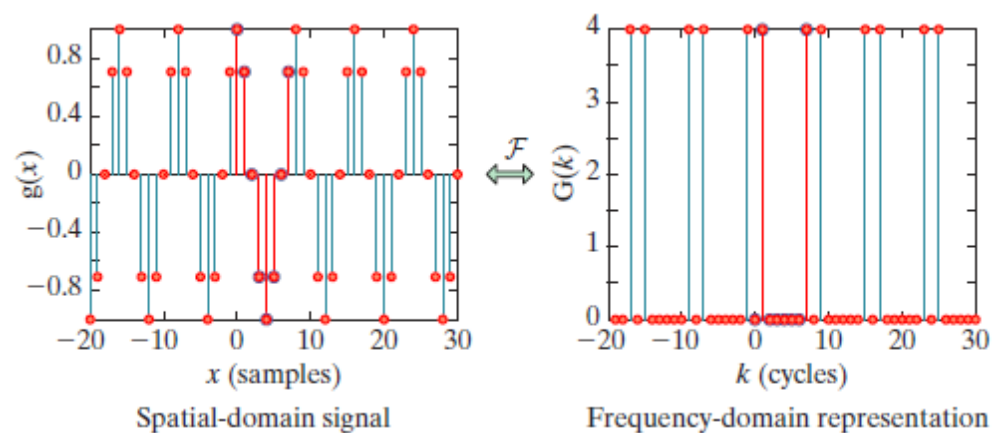 0.8
0.4
0
−0.4
−0.8
g(x)
−20 −10 0 10 20 30
x (samples)
Spatial-domain signal
ℱ
4
3
2
1
0
G(k)
−20 −10 0 10 20 30
k (cycles)
Frequency-domain representation